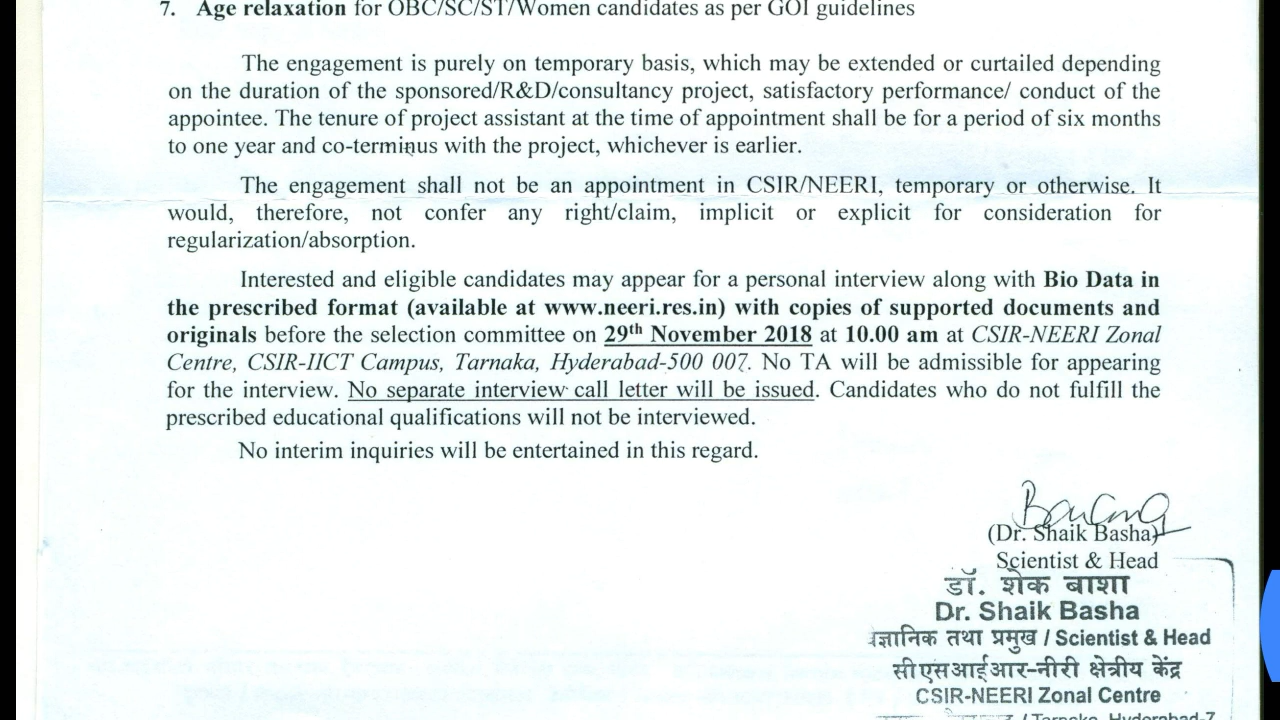 7. Age relaxation for OBC/SC/ST/Women candidates as per GOI guidelines
The engagement is purely on temporary basis, which may be extended or curtailed depending
on the duration of the sponsored/R&D/consultancy project, satisfactory performance/ conduct of the
appointee. The tenure of project assistant at the time of appointment shall be for a period of six months
to one year and co-terminus with the project, whichever is earlier.
The engagement shall not be an appointment in CSIR/NEERI, temporary or otherwise. It
would, therefore, not confer any right/claim, implicit or explicit for consideration for
regularization/absorption.
Interested and eligible candidates may appear for a personal interview along with Bio Data in
the prescribed format (available at www.neeri.res.in) with copies of supported documents and
originals before the selection committee on 29th November 2018 at 10.00 am at CSIR-NEERI Zonal
Centre, CSIR-IICT Campus, Tarnaka, Hyderabad-500 007. No TA will be admissible for appearing
for the interview. No separate interview call letter will be issued. Candidates who do not fulfill the
prescribed educational qualifications will not be interviewed.
No interim inquiries will be entertained in this regard.
(Dr. Shaik Basha)
Scientist & Head
डॉ. शेक बाशा
Dr. Shaik Basha
वैज्ञानिक तथा प्रमुख / Scientist & Head
सीएसआईआर-नीरी क्षेत्रीय केंद्र
CSIR-NEERI Zonal Centre
/ Tarnaka, Hyderabad-7